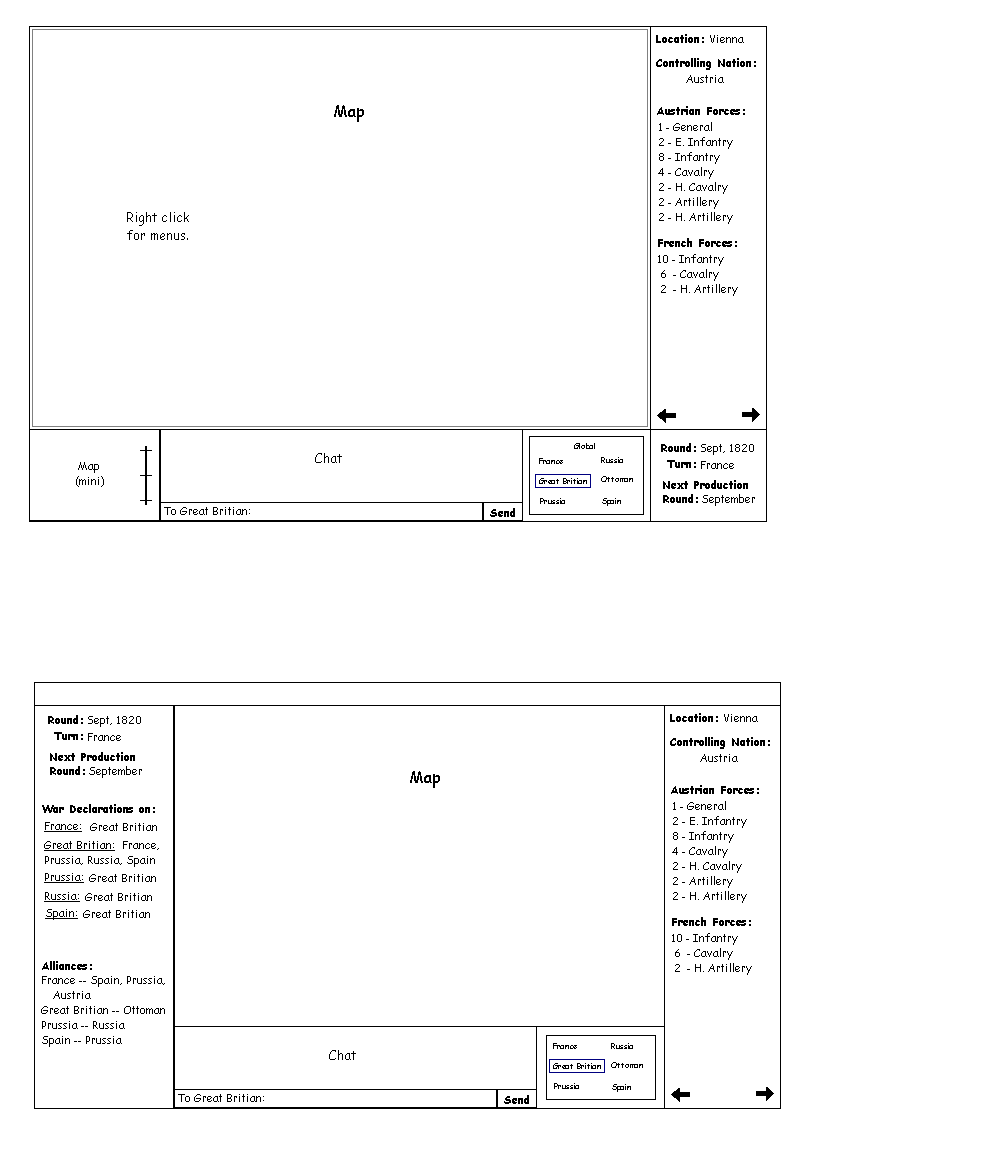 Map
Right click
for menus.
Location: Vienna
Controlling Nation:
Austria
Austrian Forces:
1 - General
2 - E. Infantry
8 - Infantry
4 - Cavalry
2 - H. Cavalry
2 - Artillery
2 - H. Artillery
French Forces:
10 - Infantry
6 - Cavalry
2 - H. Artillery
Map
(mini)
Chat
To Great Britian:
Send
Global
France Russia
Great Britian Ottoman
Prussia Spain
Round: Sept, 1820
Turn: France
Next Production
Round: September
Round: Sept, 1820
Turn: France
Next Production
Round: September
War Declarations on:
France: Great Britian
Great Britian: France,
Prussia, Russia, Spain
Prussia: Great Britian
Russia: Great Britian
Spain: Great Britian
Alliances:
France -- Spain, Prussia,
Austria
Great Britian -- Ottoman
Prussia -- Russia
Spain -- Prussia
Map
Chat
To Great Britian:
Send
France Russia
Great Britian Ottoman
Prussia Spain
Location: Vienna
Controlling Nation:
Austria
Austrian Forces:
1 - General
2 - E. Infantry
8 - Infantry
4 - Cavalry
2 - H. Cavalry
2 - Artillery
2 - H. Artillery
French Forces:
10 - Infantry
6 - Cavalry
2 - H. Artillery